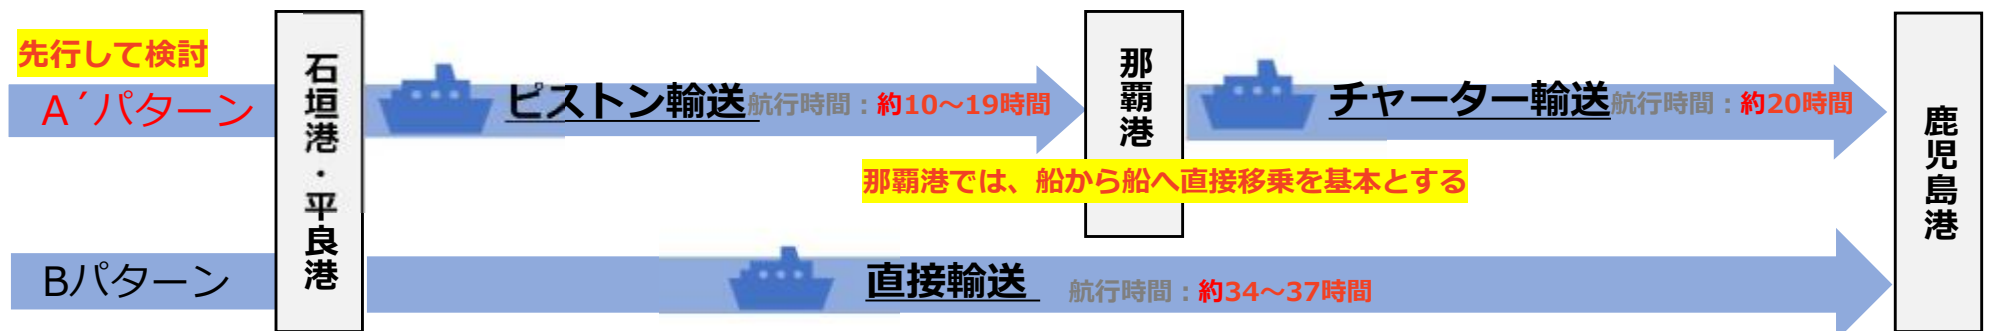 先行して検討
A´パターン
石垣港・平良港
ピストン輸送 航行時間：約10～19時間
那覇港
チャーター輸送 航行時間：約20時間
鹿児島港
那覇港では、船から船へ直接移乗を基本とする
Bパターン
直接輸送 航行時間：約34～37時間